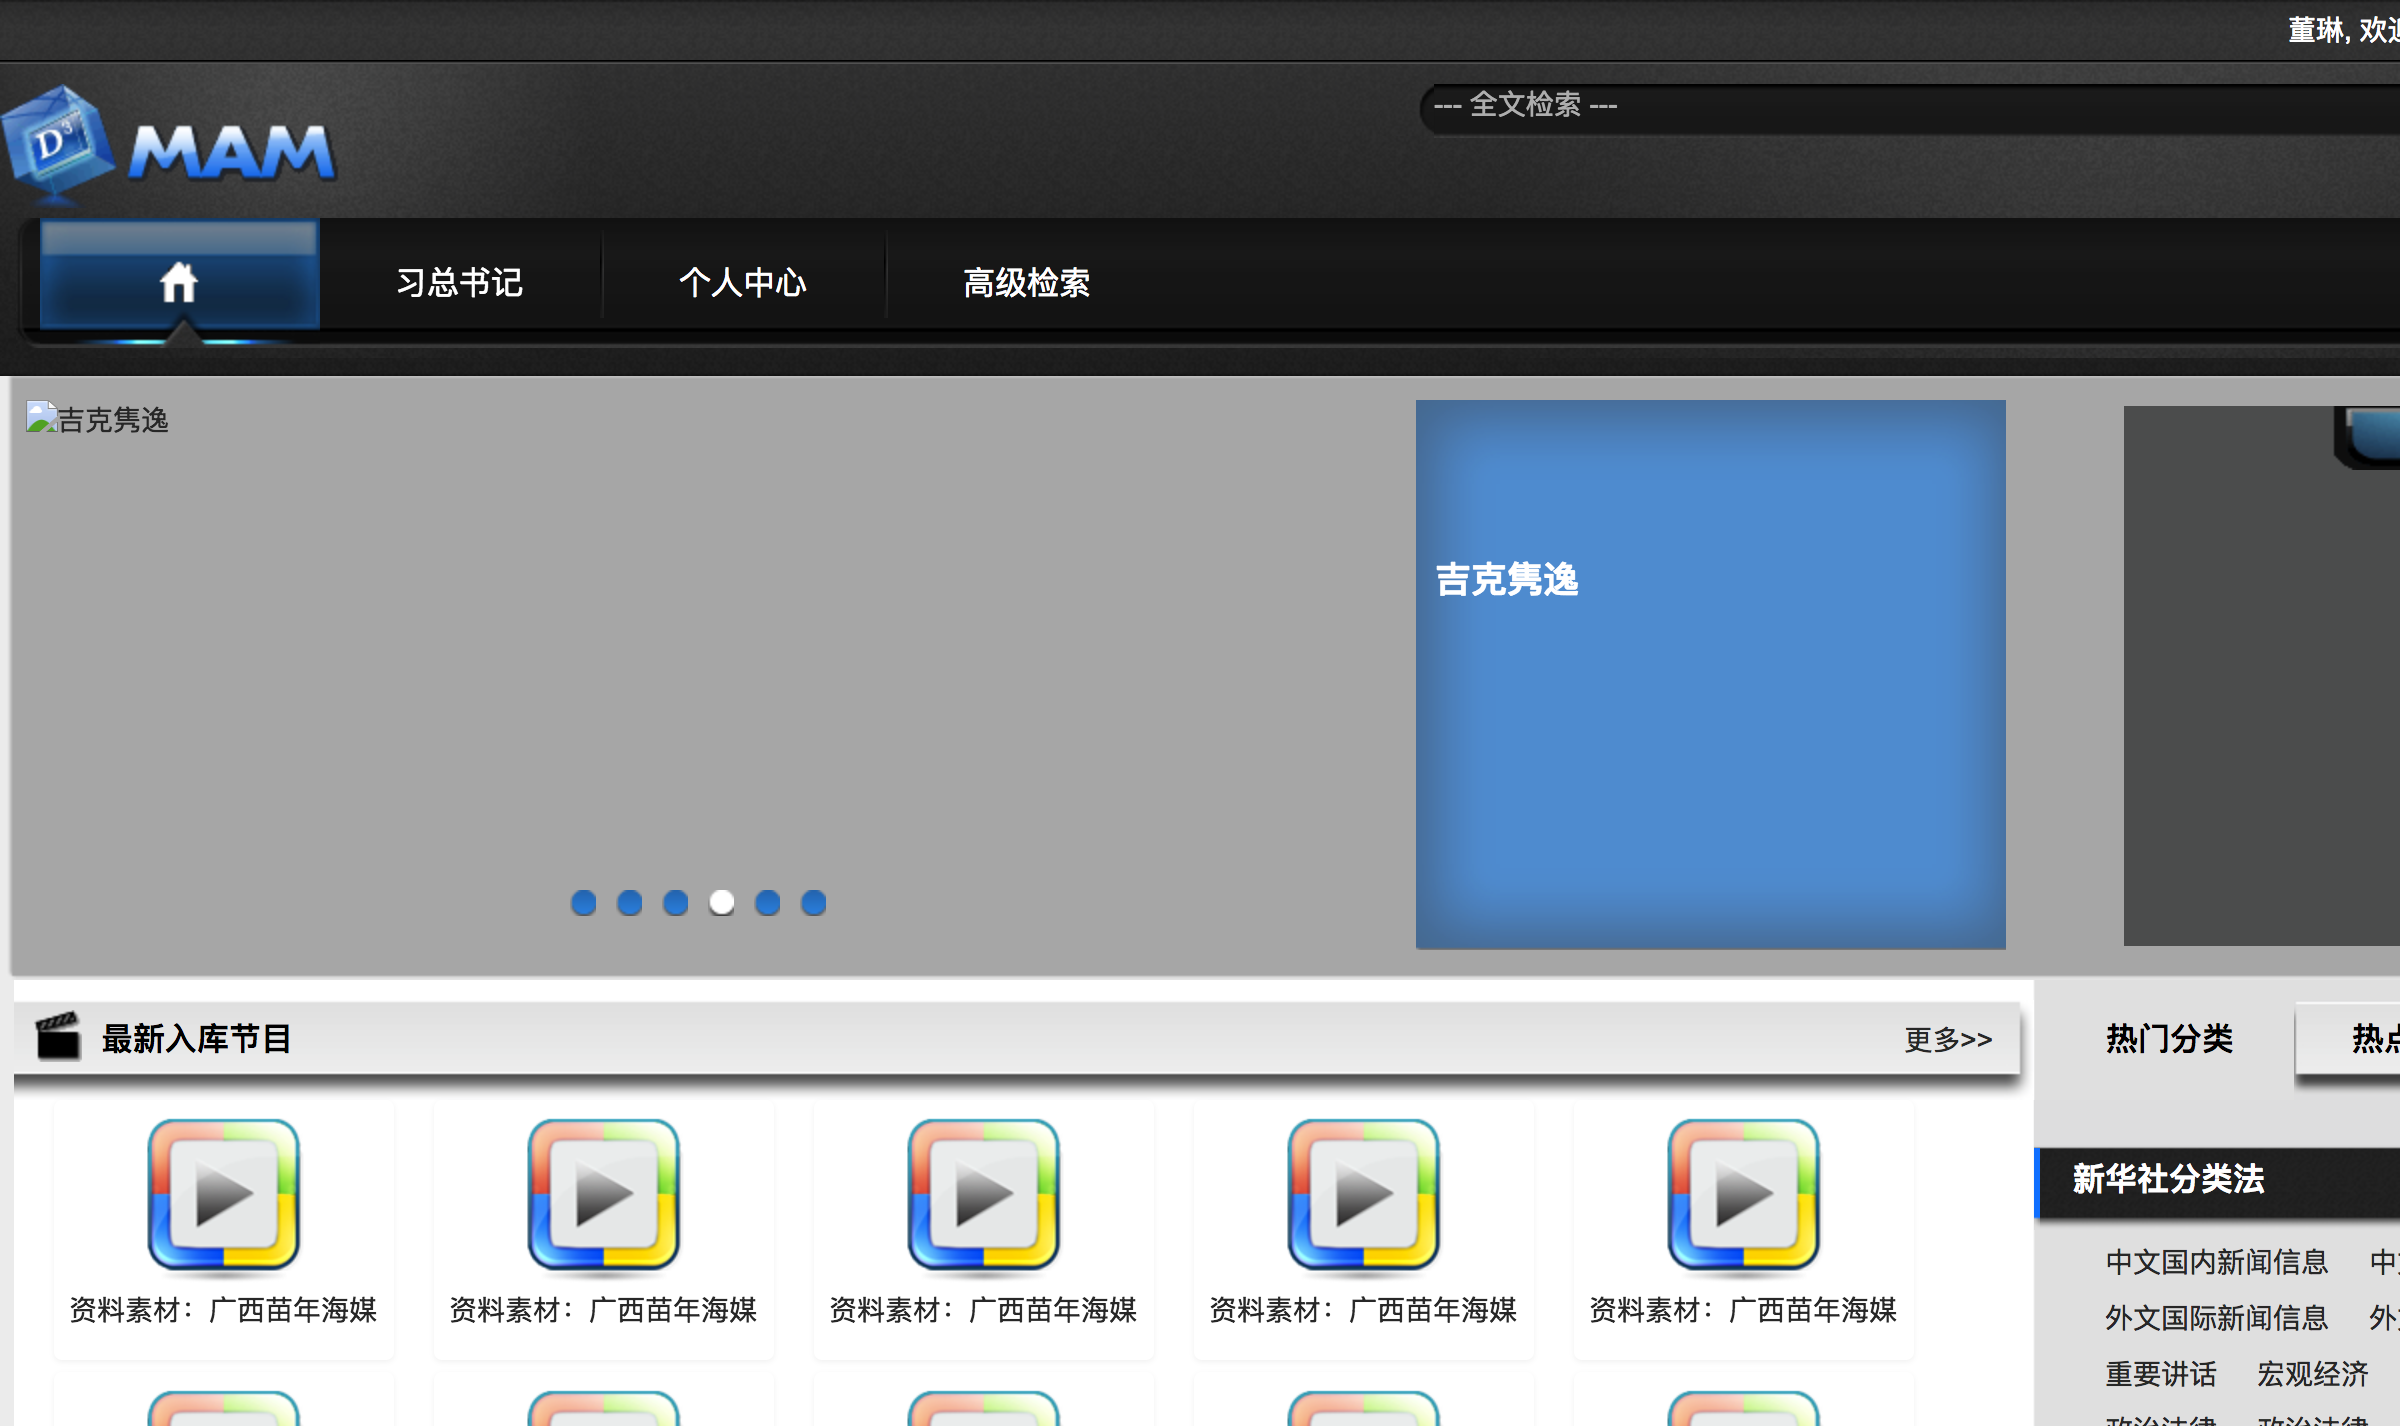 董琳, 欢迎
D3 MAM
--- 全文检索 ---
习总书记 个人中心 高级检索
吉克隽逸
吉克隽逸
最新入库节目 更多>>
热门分类 热点
资料素材：广西苗年海媒 资料素材：广西苗年海媒 资料素材：广西苗年海媒 资料素材：广西苗年海媒 资料素材：广西苗年海媒
新华社分类法
中文国内新闻信息 中
外文国际新闻信息 外
重要讲话 宏观经济